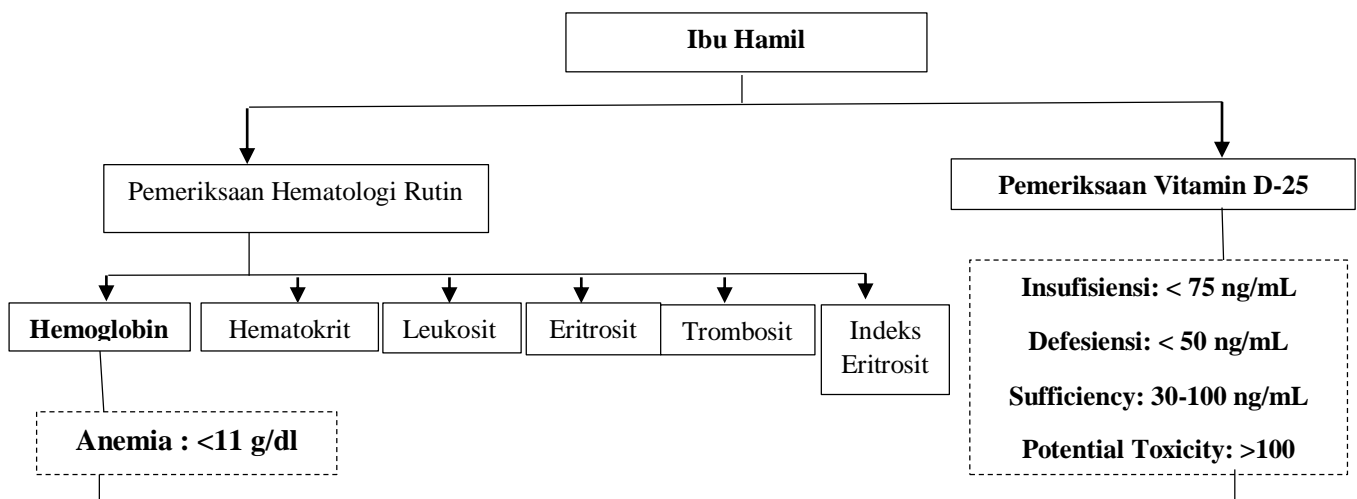 Ibu Hamil
Pemeriksaan Hematologi Rutin
Pemeriksaan Vitamin D-25
Hemoglobin
Hematokrit
Leukosit
Eritrosit
Trombosit
Indeks
Eritrosit
Insufisiensi: < 75 ng/mL
Defesiensi: < 50 ng/mL
Sufficiency: 30-100 ng/mL
Potential Toxicity: >100
Anemia : <11 g/dl